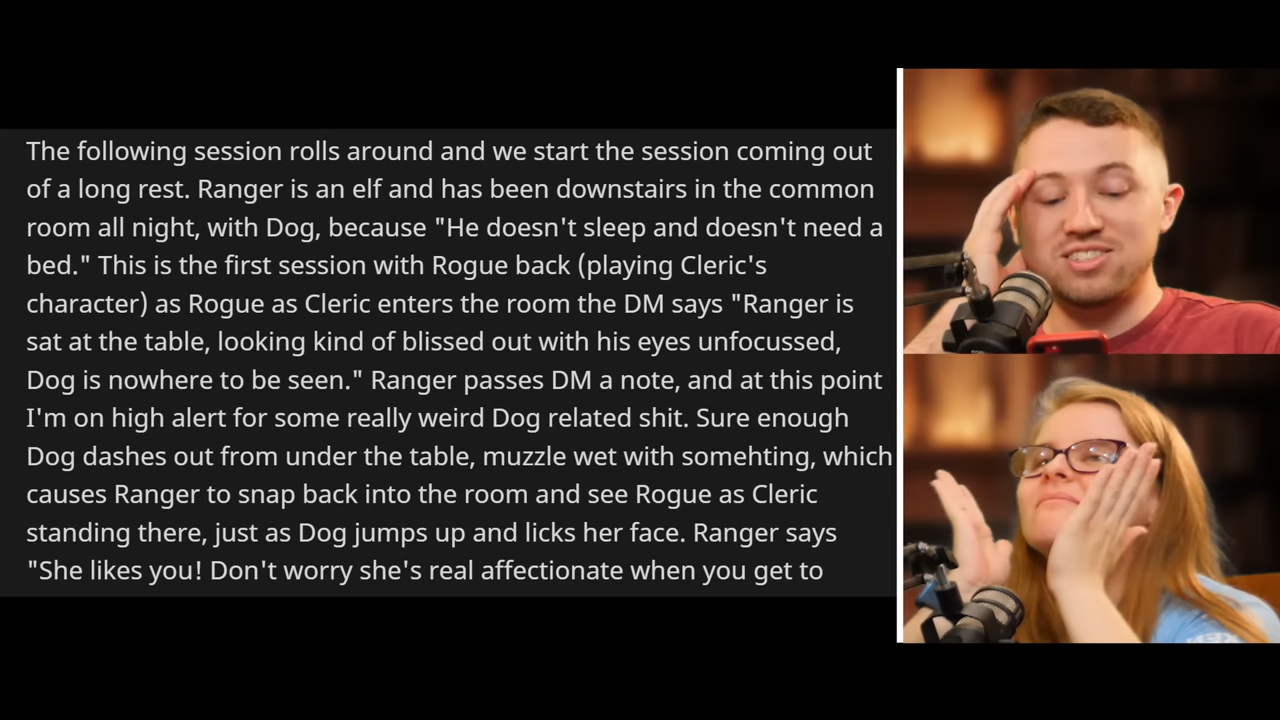 The following session rolls around and we start the session coming out
of a long rest. Ranger is an elf and has been downstairs in the common
room all night, with Dog, because "He doesn't sleep and doesn't need a
bed." This is the first session with Rogue back (playing Cleric's
character) as Rogue as Cleric enters the room the DM says "Ranger is
sat at the table, looking kind of blissed out with his eyes unfocussed,
Dog is nowhere to be seen." Ranger passes DM a note, and at this point
I'm on high alert for some really weird Dog related shit. Sure enough
Dog dashes out from under the table, muzzle wet with somehting, which
causes Ranger to snap back into the room and see Rogue as Cleric
standing there, just as Dog jumps up and licks her face. Ranger says
"She likes you! Don't worry she's real affectionate when you get to